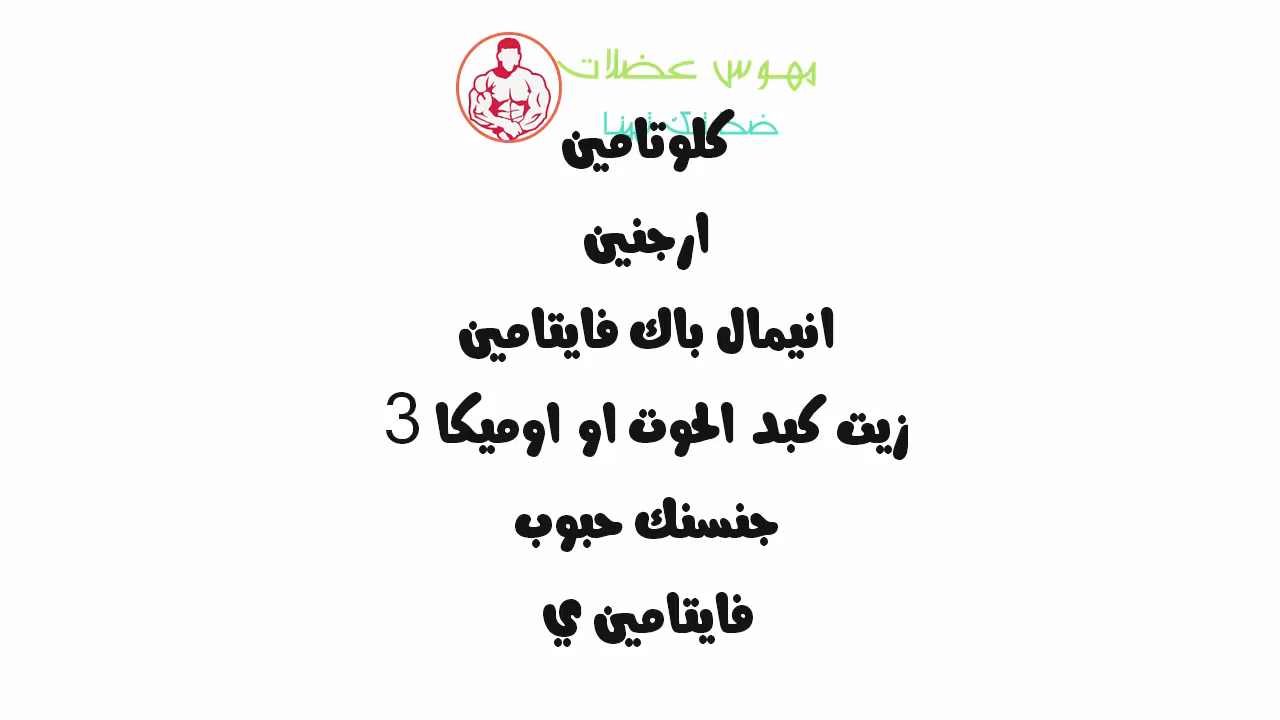 مهوس عضلات
كلوتامين
ارجنين
انيمال باك فايتامين
زيت كبد الحوت او اوميكا 3
جنسنك حبوب
فايتامين ي